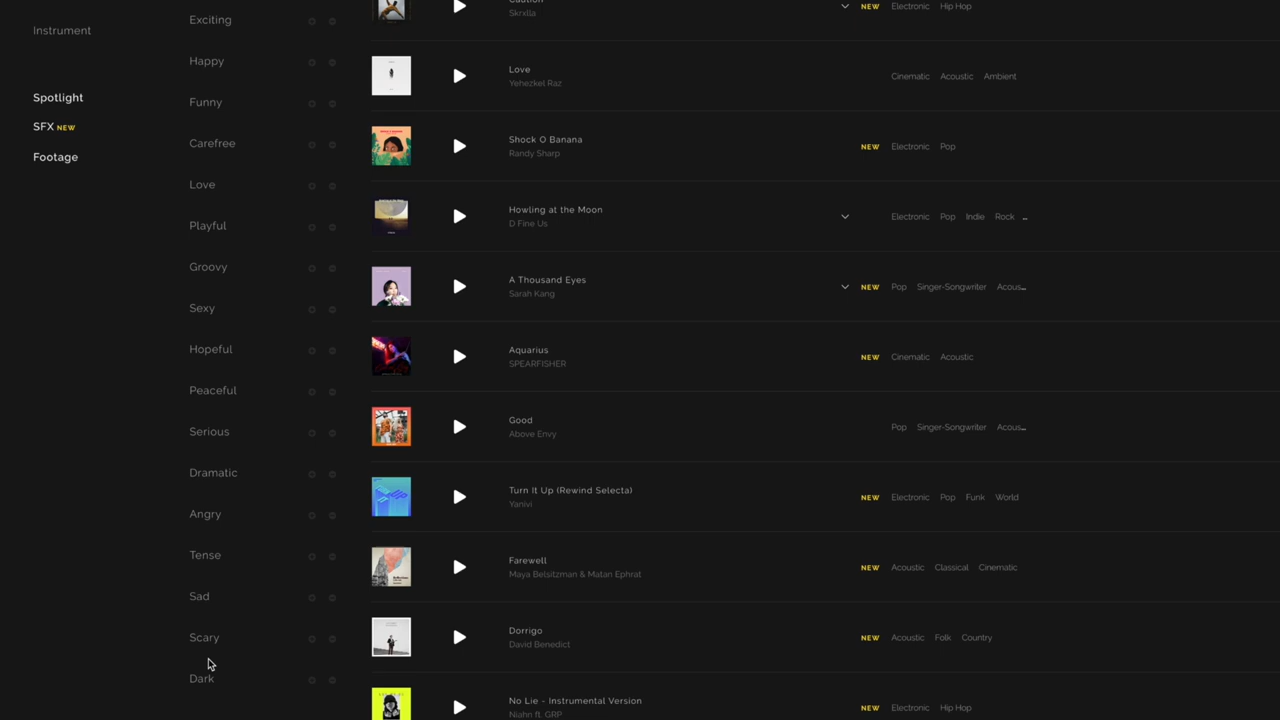 Instrument
Spotlight
SFX NEW
Footage
Exciting
Happy
Funny
Carefree
Love
Playful
Groovy
Sexy
Hopeful
Peaceful
Serious
Dramatic
Angry
Tense
Sad
Scary
Dark
Caution
Skrxlla
NEW Electronic Hip Hop
Love
Yehezkel Raz
Cinematic Acoustic Ambient
Shock O Banana
Randy Sharp
NEW Electronic Pop
Howling at the Moon
D Fine Us
Electronic Pop Indie Rock ...
A Thousand Eyes
Sarah Kang
NEW Pop Singer-Songwriter Acous...
Aquarius
SPEARFISHER
NEW Cinematic Acoustic
Good
Above Envy
Pop Singer-Songwriter Acous...
Turn It Up (Rewind Selecta)
Yanivi
NEW Electronic Pop Funk World
Farewell
Maya Belsitzman & Matan Ephrat
NEW Acoustic Classical Cinematic
Dorrigo
David Benedict
NEW Acoustic Folk Country
No Lie - Instrumental Version
Niahn ft. GRP
NEW Electronic Hip Hop